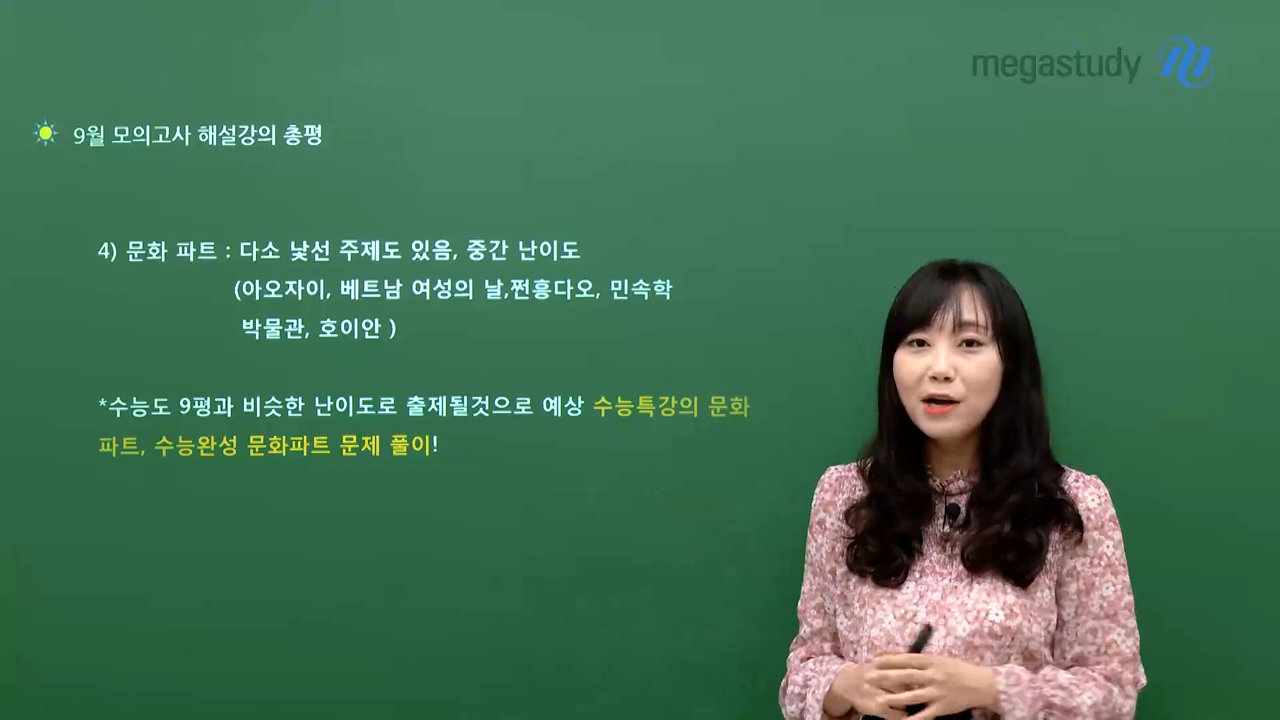 megastudy
9월 모의고사 해설강의 총평
4) 문화 파트 : 다소 낯선 주제도 있음, 중간 난이도
(아오자이, 베트남 여성의 날,쩐흥다오, 민속학
박물관, 호이안 )
*수능도 9평과 비슷한 난이도로 출제될것으로 예상 수능특강의 문화
파트, 수능완성 문화파트 문제 풀이!